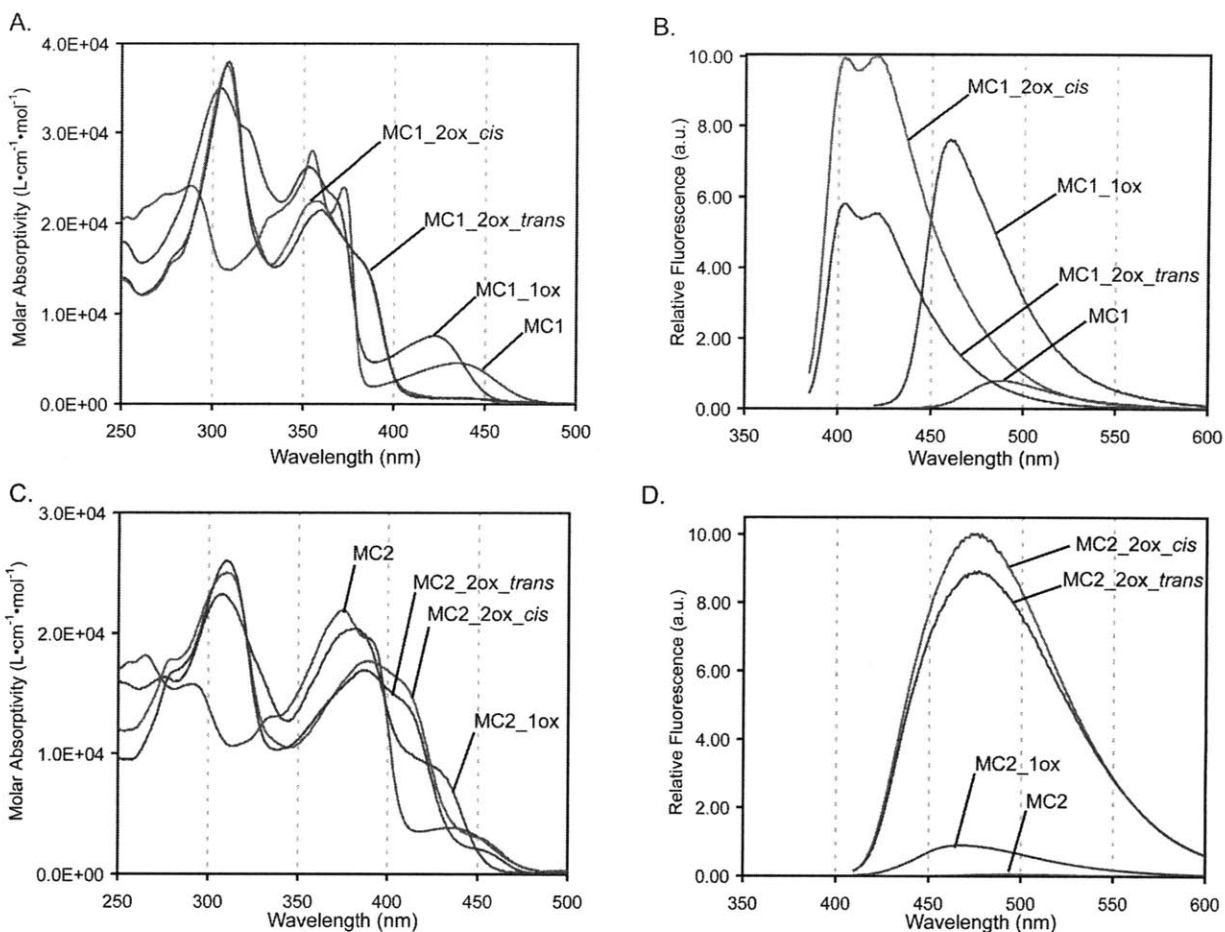 A.
4.0E+04
3.0E+04
2.0E+04
1.0E+04
0.0E+00
Molar Absorptivity (L•cm⁻¹•mol⁻¹)
250 300 350 400 450 500
Wavelength (nm)
MC1_2ox_cis
MC1_2ox_trans
MC1_1ox
MC1
B.
10.00
8.00
6.00
4.00
2.00
0.00
Relative Fluorescence (a.u.)
350 400 450 500 550 600
Wavelength (nm)
MC1_2ox_cis
MC1_1ox
MC1_2ox_trans
MC1
C.
3.0E+04
2.0E+04
1.0E+04
0.0E+00
Molar Absorptivity (L•cm⁻¹•mol⁻¹)
250 300 350 400 450 500
Wavelength (nm)
MC2
MC2_2ox_trans
MC2_2ox_cis
MC2_1ox
D.
10.00
8.00
6.00
4.00
2.00
0.00
Relative Fluorescence (a.u.)
350 400 450 500 550 600
Wavelength (nm)
MC2_2ox_cis
MC2_2ox_trans
MC2_1ox
MC2